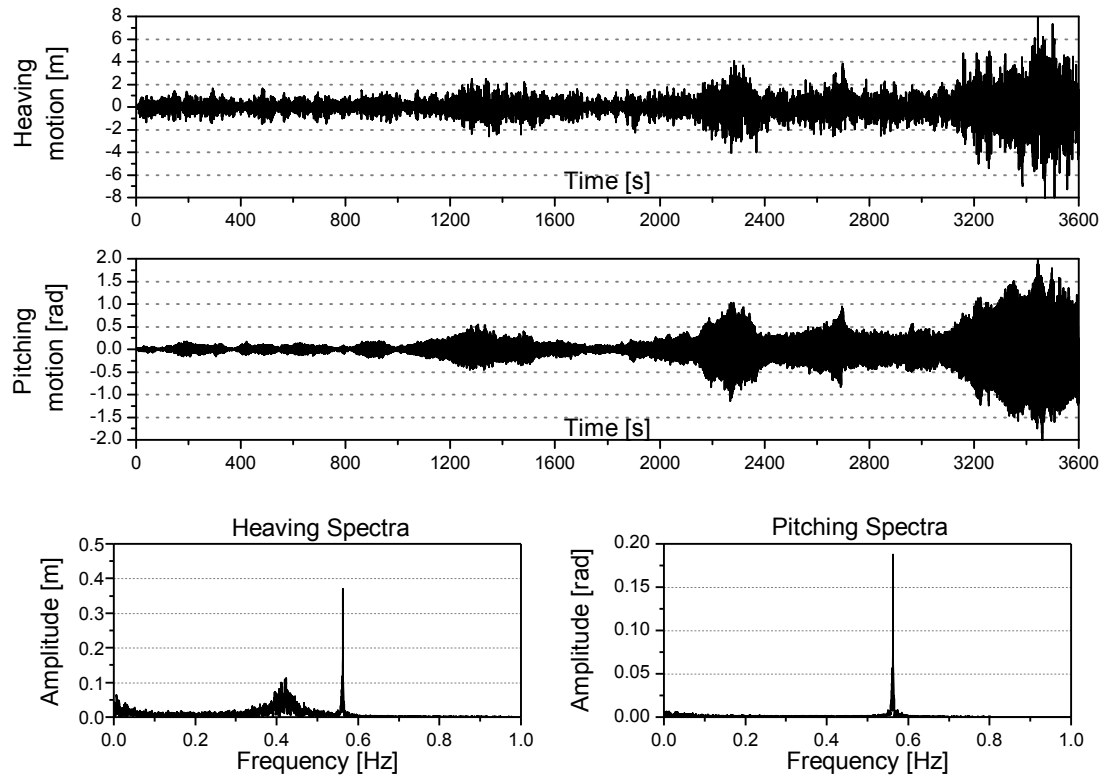 Heaving
motion [m]
8
6
4
2
0
-2
-4
-6
-8
Time [s]
0 400 800 1200 1600 2000 2400 2800 3200 3600
Pitching
motion [rad]
2.0
1.5
1.0
0.5
0.0
-0.5
-1.0
-1.5
-2.0
Time [s]
0 400 800 1200 1600 2000 2400 2800 3200 3600
Heaving Spectra
Amplitude [m]
0.5
0.4
0.3
0.2
0.1
0.0
0.0 0.2 0.4 0.6 0.8 1.0
Frequency [Hz]
Pitching Spectra
Amplitude [rad]
0.20
0.15
0.10
0.05
0.00
0.0 0.2 0.4 0.6 0.8 1.0
Frequency [Hz]